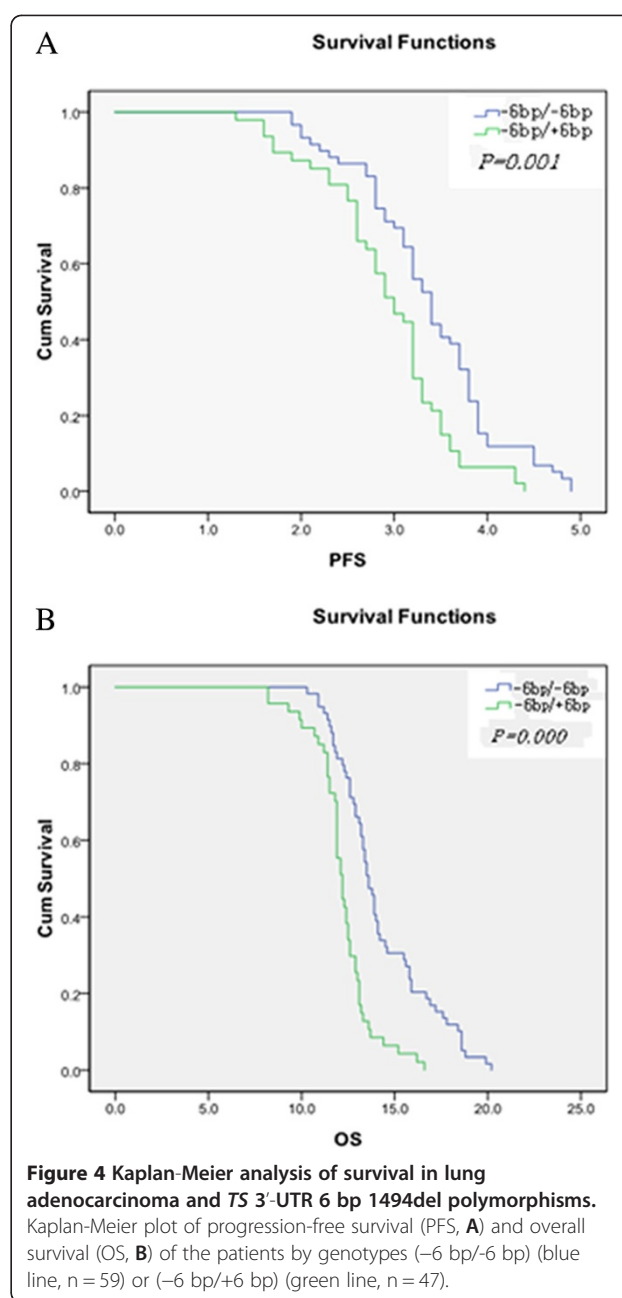 A
Survival Functions
-6bp/-6bp
-6bp/+6bp
P=0.001
1.0
0.8
0.6
0.4
0.2
0.0
Cum Survival
0.0 1.0 2.0 3.0 4.0 5.0
PFS
B
Survival Functions
-6bp/-6bp
-6bp/+6bp
P=0.000
1.0
0.8
0.6
0.4
0.2
0.0
Cum Survival
0.0 5.0 10.0 15.0 20.0 25.0
OS
Figure 4 Kaplan-Meier analysis of survival in lung
adenocarcinoma and TS 3′-UTR 6 bp 1494del polymorphisms.
Kaplan-Meier plot of progression-free survival (PFS, A) and overall
survival (OS, B) of the patients by genotypes (−6 bp/-6 bp) (blue
line, n = 59) or (−6 bp/+6 bp) (green line, n = 47).